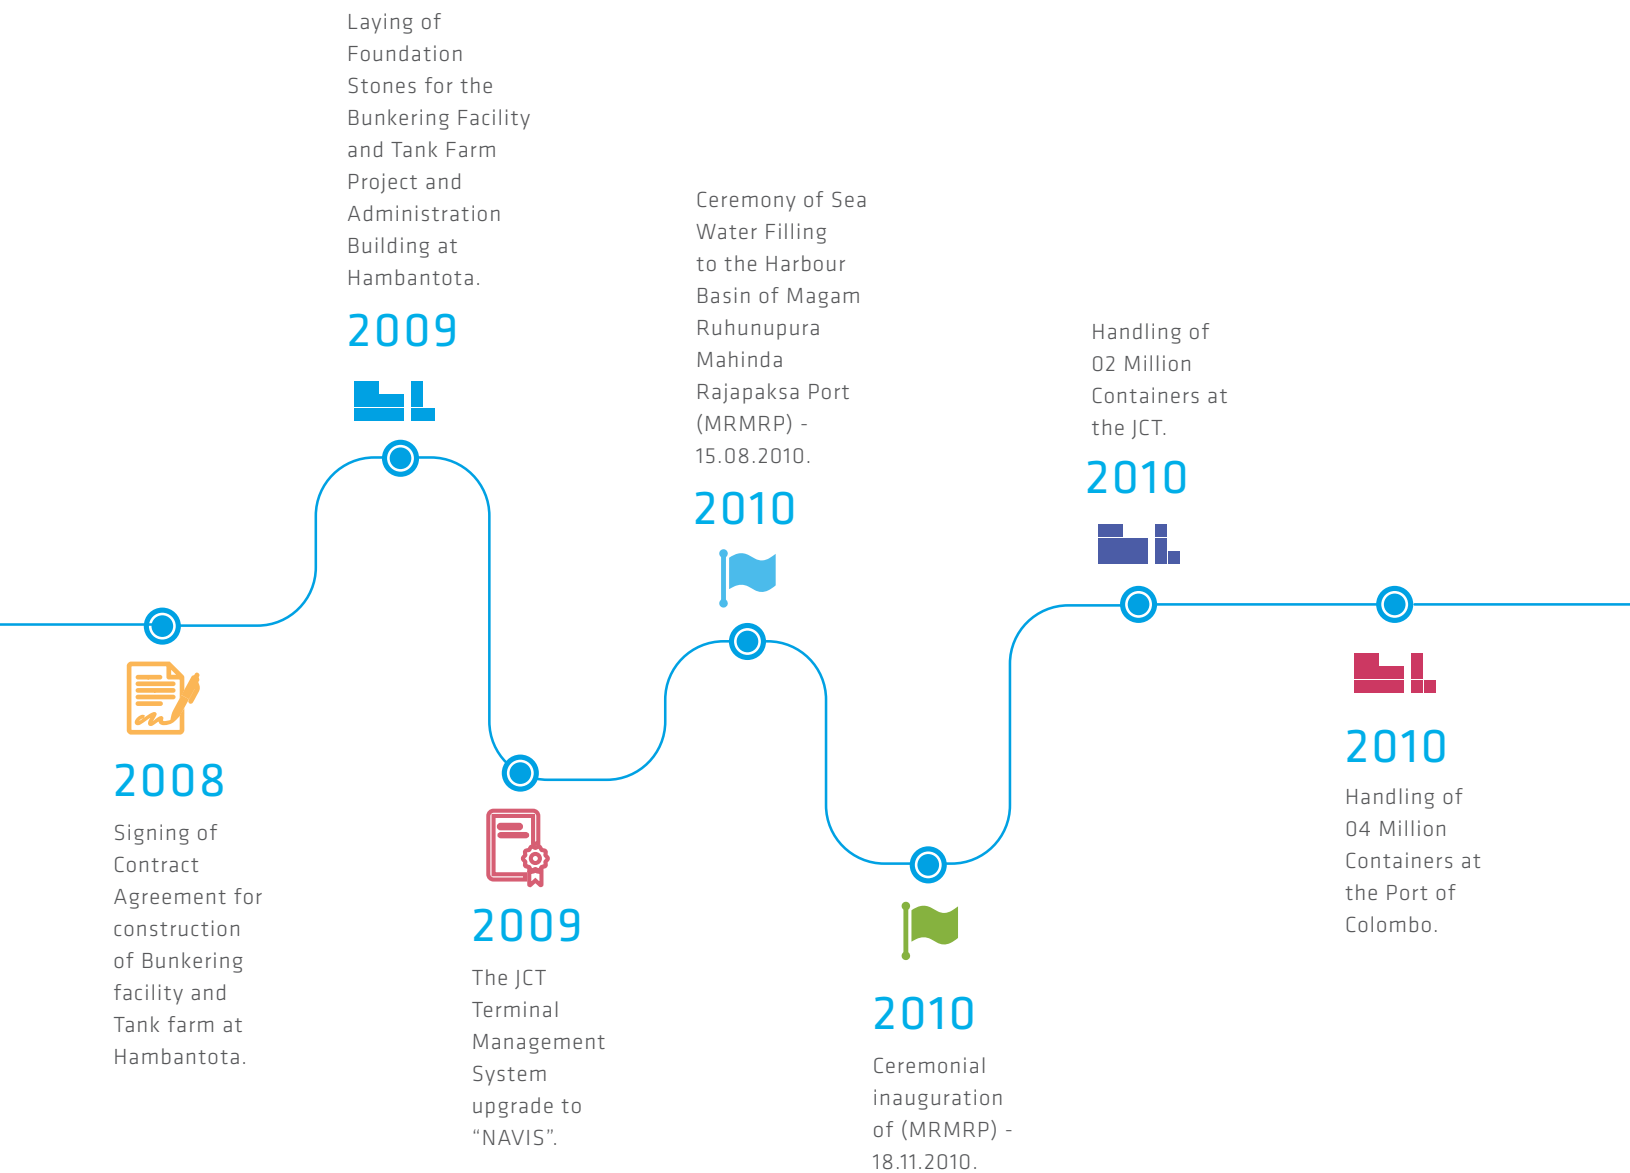 Laying of
Foundation
Stones for the
Bunkering Facility
and Tank Farm
Project and
Administration
Building at
Hambantota.
2009
Ceremony of Sea
Water Filling
to the Harbour
Basin of Magam
Ruhunupura
Mahinda
Rajapaksa Port
(MRMRP) -
15.08.2010.
2010
Handling of
02 Million
Containers at
the JCT.
2010
2008
Signing of
Contract
Agreement for
construction
of Bunkering
facility and
Tank farm at
Hambantota.
2009
The JCT
Terminal
Management
System
upgrade to
“NAVIS”.
2010
Ceremonial
inauguration
of (MRMRP) -
18.11.2010.
2010
Handling of
04 Million
Containers at
the Port of
Colombo.